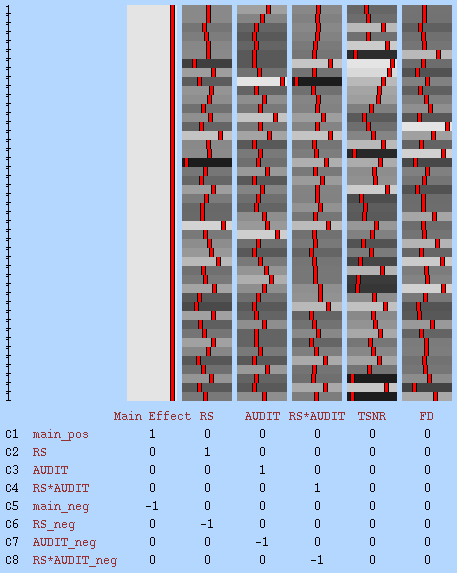 1
Main Effect RS AUDIT RS*AUDIT TSNR FD
c1 main_pos 1 0 0 0 0 0
c2 RS 0 1 0 0 0 0
c3 AUDIT 0 0 1 0 0 0
c4 RS*AUDIT 0 0 0 1 0 0
c5 main_neg -1 0 0 0 0 0
c6 RS_neg 0 -1 0 0 0 0
c7 AUDIT_neg 0 0 -1 0 0 0
c8 RS*AUDIT_neg 0 0 0 -1 0 0